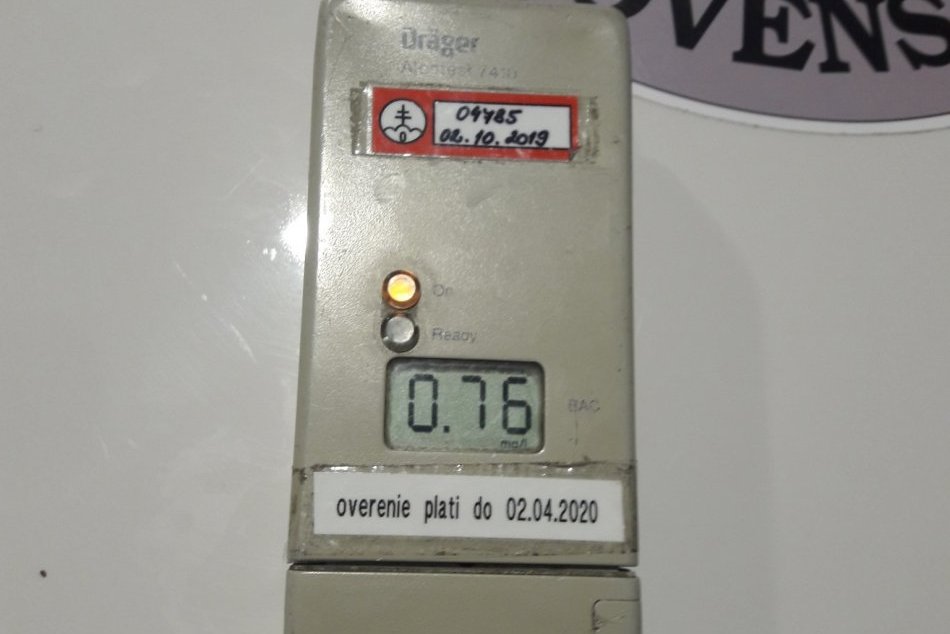 VENS
Dräger
Alcotest 7410
04785
02.10.2019
On
Ready
0.76
BAC
mg/l
overenie plati do 02.04.2020